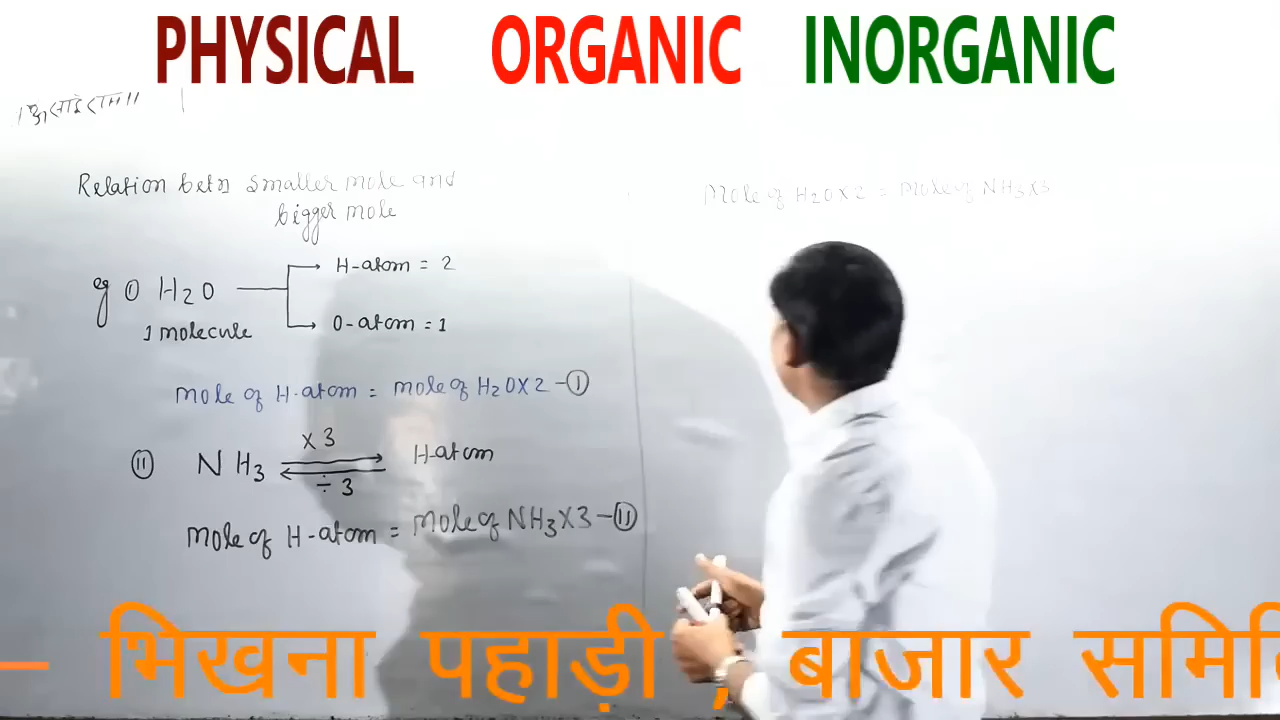 PHYSICAL ORGANIC INORGANIC
Relation betn smaller mole and
bigger mole
eg ① H2O
H-atom = 2
O-atom = 1
1 molecule
mole of H-atom = mole of H2O X 2 - ①
⑪ NH3
X 3
÷ 3
H-atom
Mole of H-atom = Mole of NH3 X 3 - ⑪
Mole of H2O X 2 = Mole of NH3 X 3
– भिखना पहाड़ी , बाजार समिति